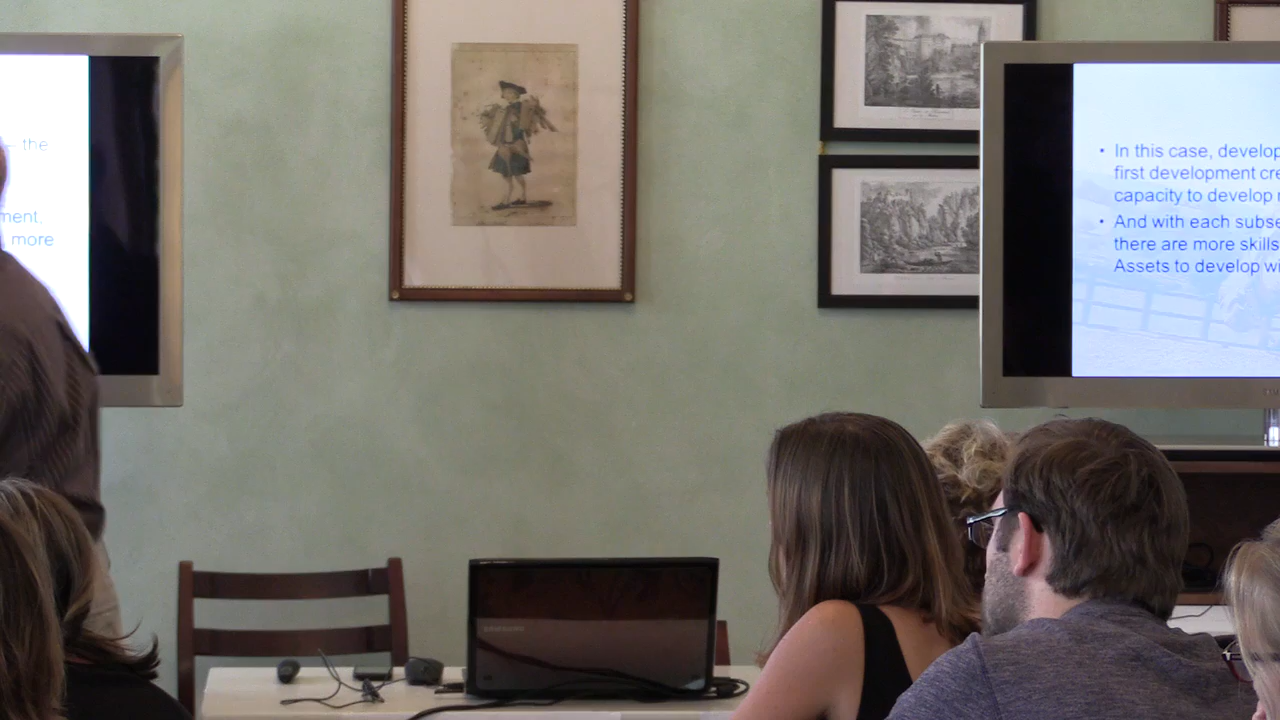 – the
ment,
more
• In this case, develop
first development cre
capacity to develop
• And with each subse
there are more skills
Assets to develop wi